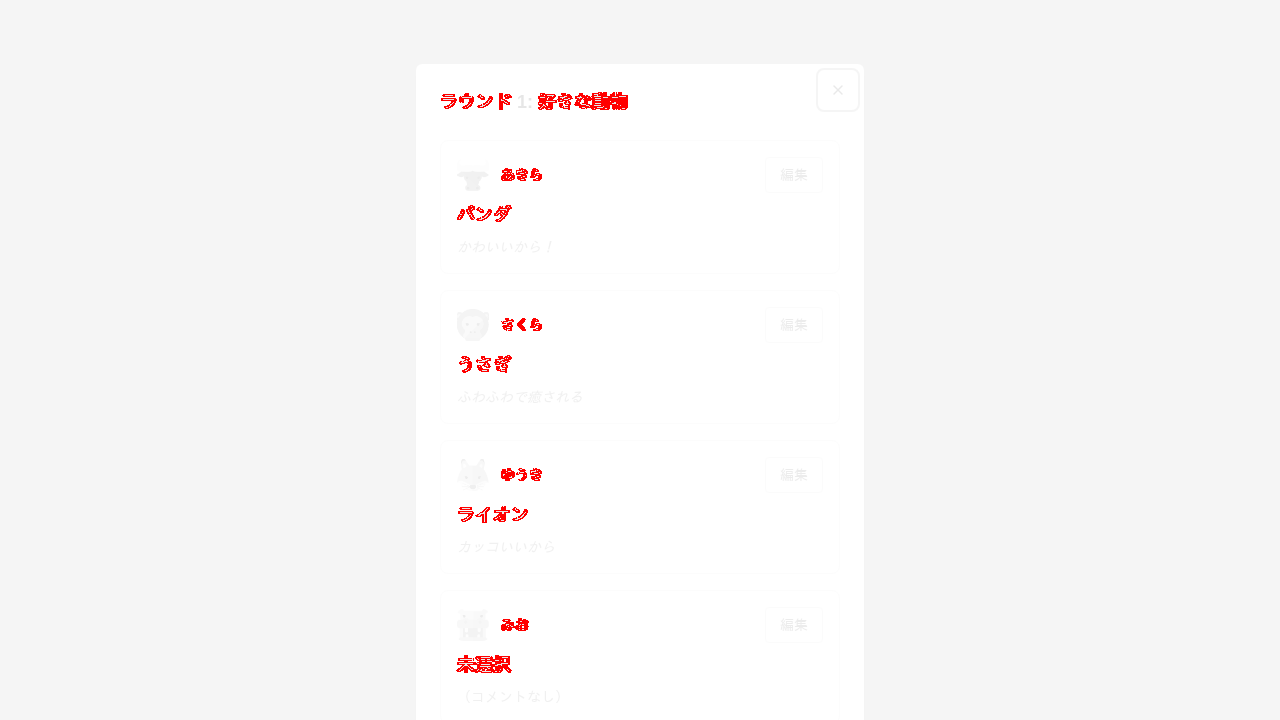 ラウンド 1: 好きな動物
×
あきら
編集
パンダ
かわいいから！
さくら
編集
うさぎ
ふわふわで癒される
ゆうき
編集
ライオン
カッコいいから
みお
編集
未選択
（コメントなし）